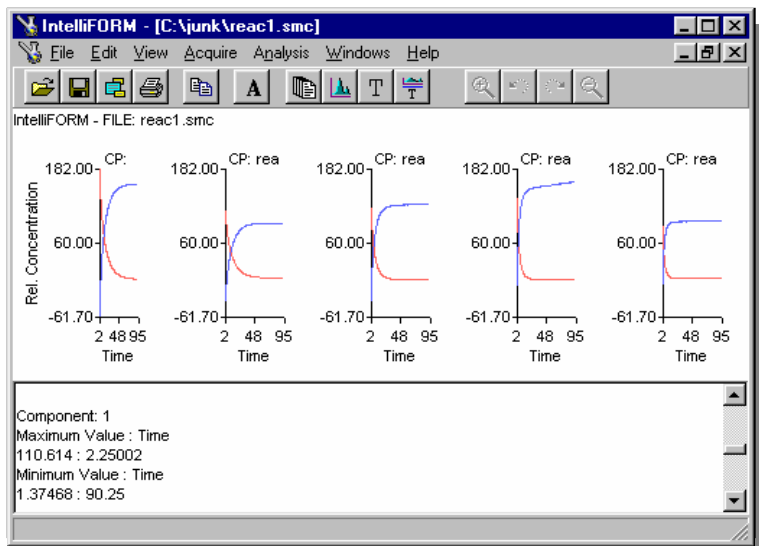 IntelliFORM - [C:\junk\reac1.smc]
File Edit View Acquire Analysis Windows Help
A T T
IntelliFORM - FILE: reac1.smc
CP: CP: rea CP: rea CP: rea CP: rea
182.00 182.00 182.00 182.00 182.00
Rel. Concentration
60.00 60.00 60.00 60.00 60.00
-61.70 -61.70 -61.70 -61.70 -61.70
2 48 95 2 48 95 2 48 95 2 48 95 2 48 95
Time Time Time Time Time
Component: 1
Maximum Value : Time
110.614 : 2.25002
Minimum Value : Time
1.37468 : 90.25